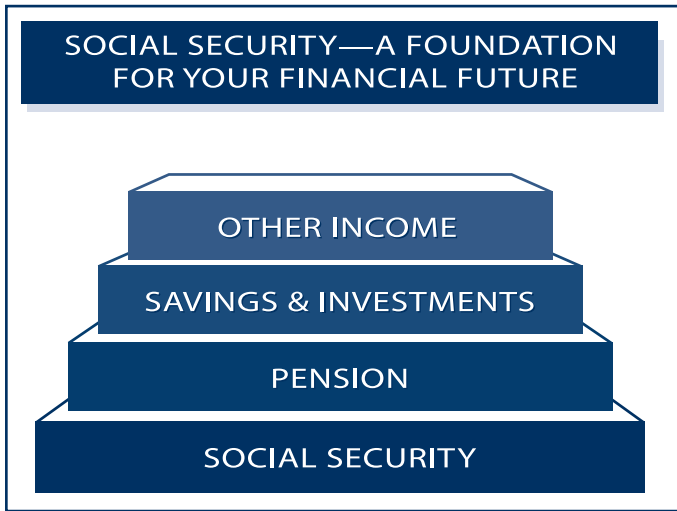 SOCIAL SECURITY—A FOUNDATION
FOR YOUR FINANCIAL FUTURE
OTHER INCOME
SAVINGS & INVESTMENTS
PENSION
SOCIAL SECURITY